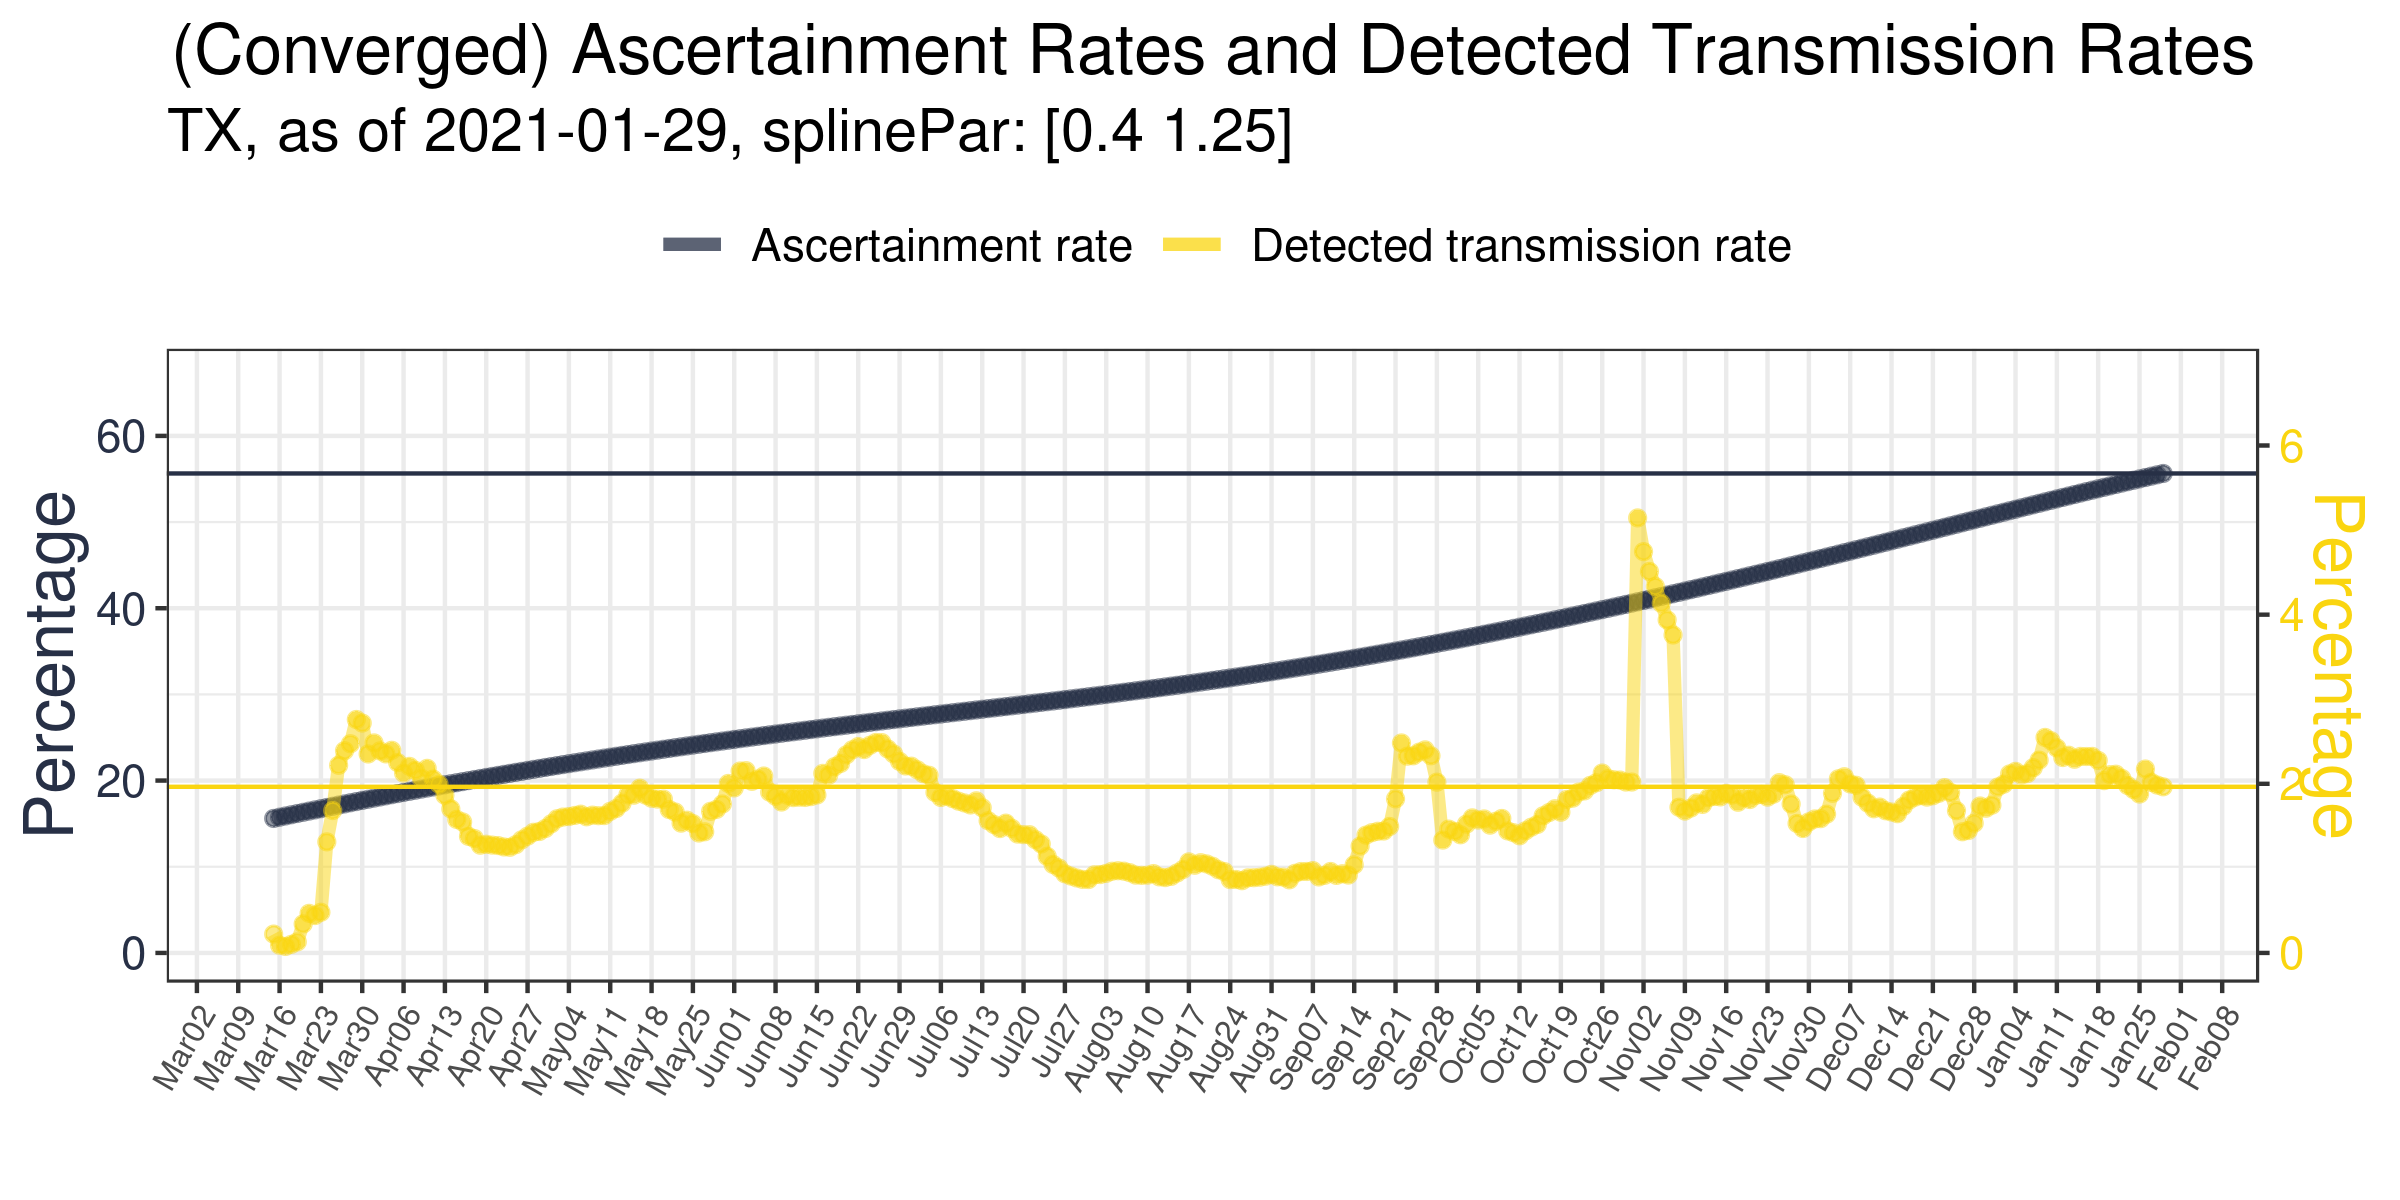 (Converged) Ascertainment Rates and Detected Transmission Rates
TX, as of 2021-01-29, splinePar: [0.4 1.25]
Ascertainment rate Detected transmission rate
Percentage
60
40
20
0
6
4
2
0
Percentage
Mar02 Mar09 Mar16 Mar23 Mar30 Apr06 Apr13 Apr20 Apr27 May04 May11 May18 May25 Jun01 Jun08 Jun15 Jun22 Jun29 Jul06 Jul13 Jul20 Jul27 Aug03 Aug10 Aug17 Aug24 Aug31 Sep07 Sep14 Sep21 Sep28 Oct05 Oct12 Oct19 Oct26 Nov02 Nov09 Nov16 Nov23 Nov30 Dec07 Dec14 Dec21 Dec28 Jan04 Jan11 Jan18 Jan25 Feb01 Feb08